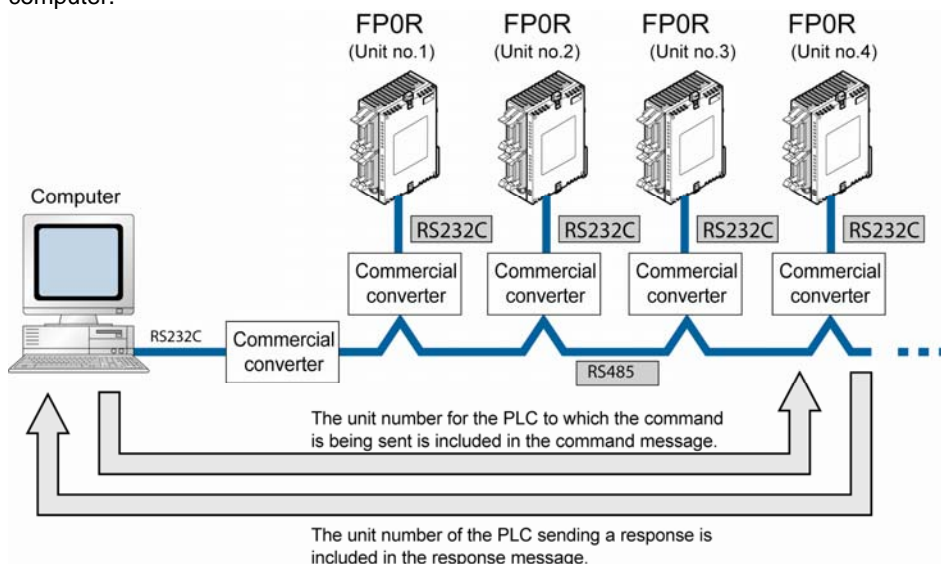 computer.
FP0R FP0R FP0R FP0R
(Unit no.1) (Unit no.2) (Unit no.3) (Unit no.4)
Computer
RS232C RS232C RS232C RS232C
Commercial converter Commercial converter Commercial converter Commercial converter
RS232C
Commercial
converter
RS485
The unit number for the PLC to which the command
is being sent is included in the command message.
The unit number of the PLC sending a response is
included in the response message.